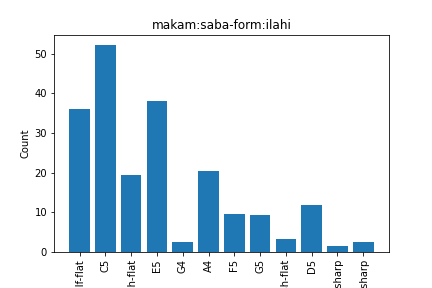 makam:saba-form:ilahi
50
40
30
20
10
0
Count
lf-flat
C5
h-flat
E5
G4
A4
F5
G5
h-flat
D5
sharp
sharp